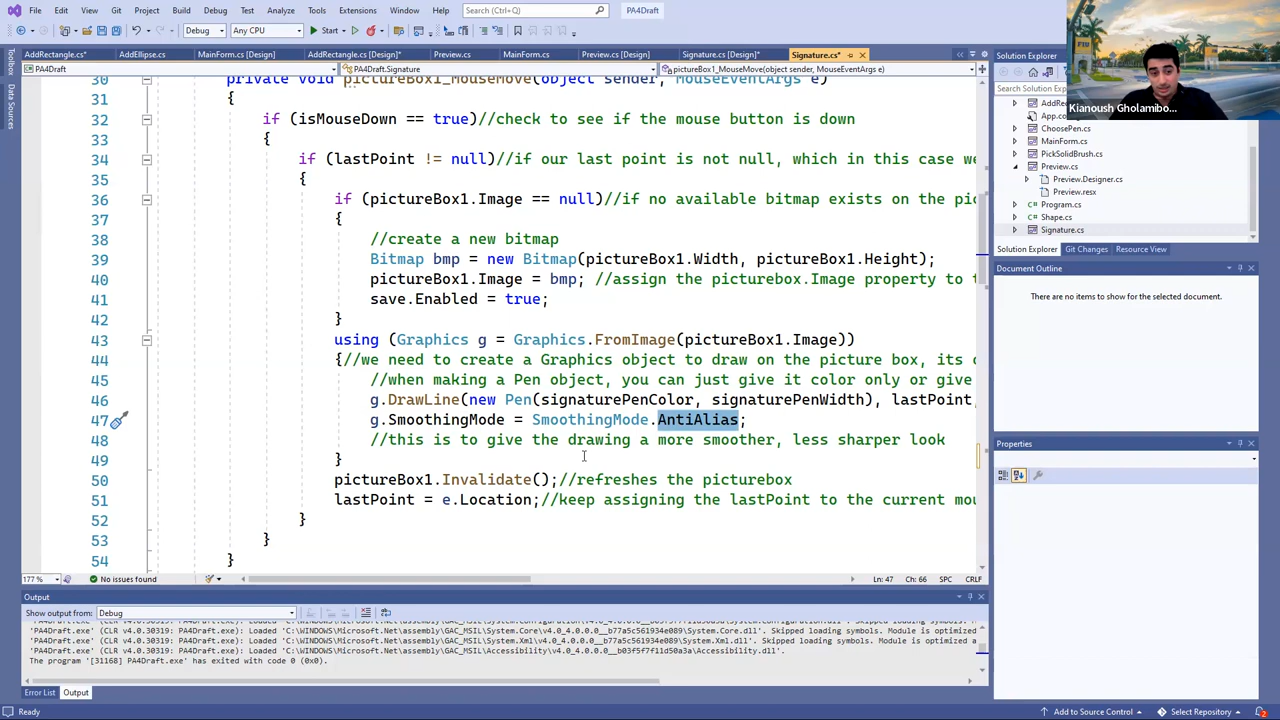 File Edit View Git Project Build Debug Test Analyze Tools Extensions Window Help Search (Ctrl+Q) PA4Draft
Debug Any CPU Start
AddRectangle.cs* AddEllipse.cs MainForm.cs [Design] AddRectangle.cs [Design]* Preview.cs MainForm.cs Preview.cs [Design] Signature.cs [Design]* Signature.cs*
PA4Draft PA4Draft.Signature pictureBox1_MouseMove(object sender, MouseEventArgs e)
Toolbox
Data Sources
30 private void pictureBox1_MouseMove(object sender, MouseEventArgs e)
31 {
32 if (isMouseDown == true)//check to see if the mouse button is down
33 {
34 if (lastPoint != null)//if our last point is not null, which in this case we
35 {
36 if (pictureBox1.Image == null)//if no available bitmap exists on the pic
37 {
38 //create a new bitmap
39 Bitmap bmp = new Bitmap(pictureBox1.Width, pictureBox1.Height);
40 pictureBox1.Image = bmp; //assign the picturebox.Image property to t
41 save.Enabled = true;
42 }
43 using (Graphics g = Graphics.FromImage(pictureBox1.Image))
44 {//we need to create a Graphics object to draw on the picture box, its
45 //when making a Pen object, you can just give it color only or give
46 g.DrawLine(new Pen(signaturePenColor, signaturePenWidth), lastPoint,
47 g.SmoothingMode = SmoothingMode.AntiAlias;
48 //this is to give the drawing a more smoother, less sharper look
49 }
50 pictureBox1.Invalidate();//refreshes the picturebox
51 lastPoint = e.Location;//keep assigning the lastPoint to the current mou
52 }
53 }
54 }
177 % No issues found Ln: 47 Ch: 66 SPC CRLF
Output
Show output from: Debug
'PA4Draft.exe' (CLR v4.0.30319: PA4Draft.exe): Loaded 'C:\WINDOWS\Microsoft.Net\assembly\GAC_MSIL\System.Core\v4.0_4.0.0.0__b77a5c561934e089\System.Core.dll'. Skipped loading symbols. Module is optimized a
'PA4Draft.exe' (CLR v4.0.30319: PA4Draft.exe): Loaded 'C:\WINDOWS\Microsoft.Net\assembly\GAC_MSIL\System.Xml\v4.0_4.0.0.0__b77a5c561934e089\System.Xml.dll'. Skipped loading symbols. Module is optimized an
'PA4Draft.exe' (CLR v4.0.30319: PA4Draft.exe): Loaded 'C:\WINDOWS\Microsoft.Net\assembly\GAC_MSIL\Accessibility\v4.0_4.0.0.0__b03f5f7f11d50a3a\Accessibility.dll'.
The program '[31168] PA4Draft.exe' has exited with code 0 (0x0).
Error List Output
Ready Add to Source Control Select Repository 2
Solution Explorer
Search Solution Exp
AddRe
App.co
ChoosePen.cs
MainForm.cs
PickSolidBrush.cs
Preview.cs
Preview.Designer.cs
Preview.resx
Program.cs
Shape.cs
Signature.cs
Solution Explorer Git Changes Resource View
Document Outline
There are no items to show for the selected document.
Properties
FIU
Kianoush Gholambo...